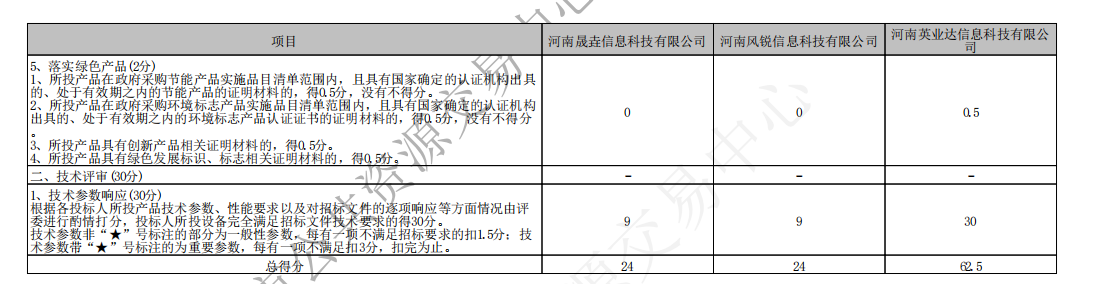 项目 河南晟垚信息科技有限公司 河南风锐信息科技有限公司 河南英业达信息科技有限公
司
5、落实绿色产品(2分)
1、所投产品在政府采购节能产品实施品目清单范围内，且具有国家确定的认证机构出具
的、处于有效期之内的节能产品的证明材料的，得0.5分，没有不得分。
2、所投产品在政府采购环境标志产品实施品目清单范围内，且具有国家确定的认证机构
出具的、处于有效期之内的环境标志产品认证证书的证明材料的，得0.5分，没有不得分
。
3、所投产品具有创新产品相关证明材料的，得0.5分。
4、所投产品具有绿色发展标识、标志相关证明材料的，得0.5分。
0 0 0.5
二、技术评审(30分) - - -
1、技术参数响应(30分)
根据各投标人所投产品技术参数、性能要求以及对招标文件的逐项响应等方面情况由评
委进行酌情打分，投标人所投设备完全满足招标文件技术要求的得30分。
技术参数非“★”号标注的部分为一般性参数，每有一项不满足招标要求的扣1.5分；技
术参数带“★”号标注的为重要参数，每有一项不满足扣3分，扣完为止。
9 9 30
总得分 24 24 62.5
市公共资源交易中心
源交易中心